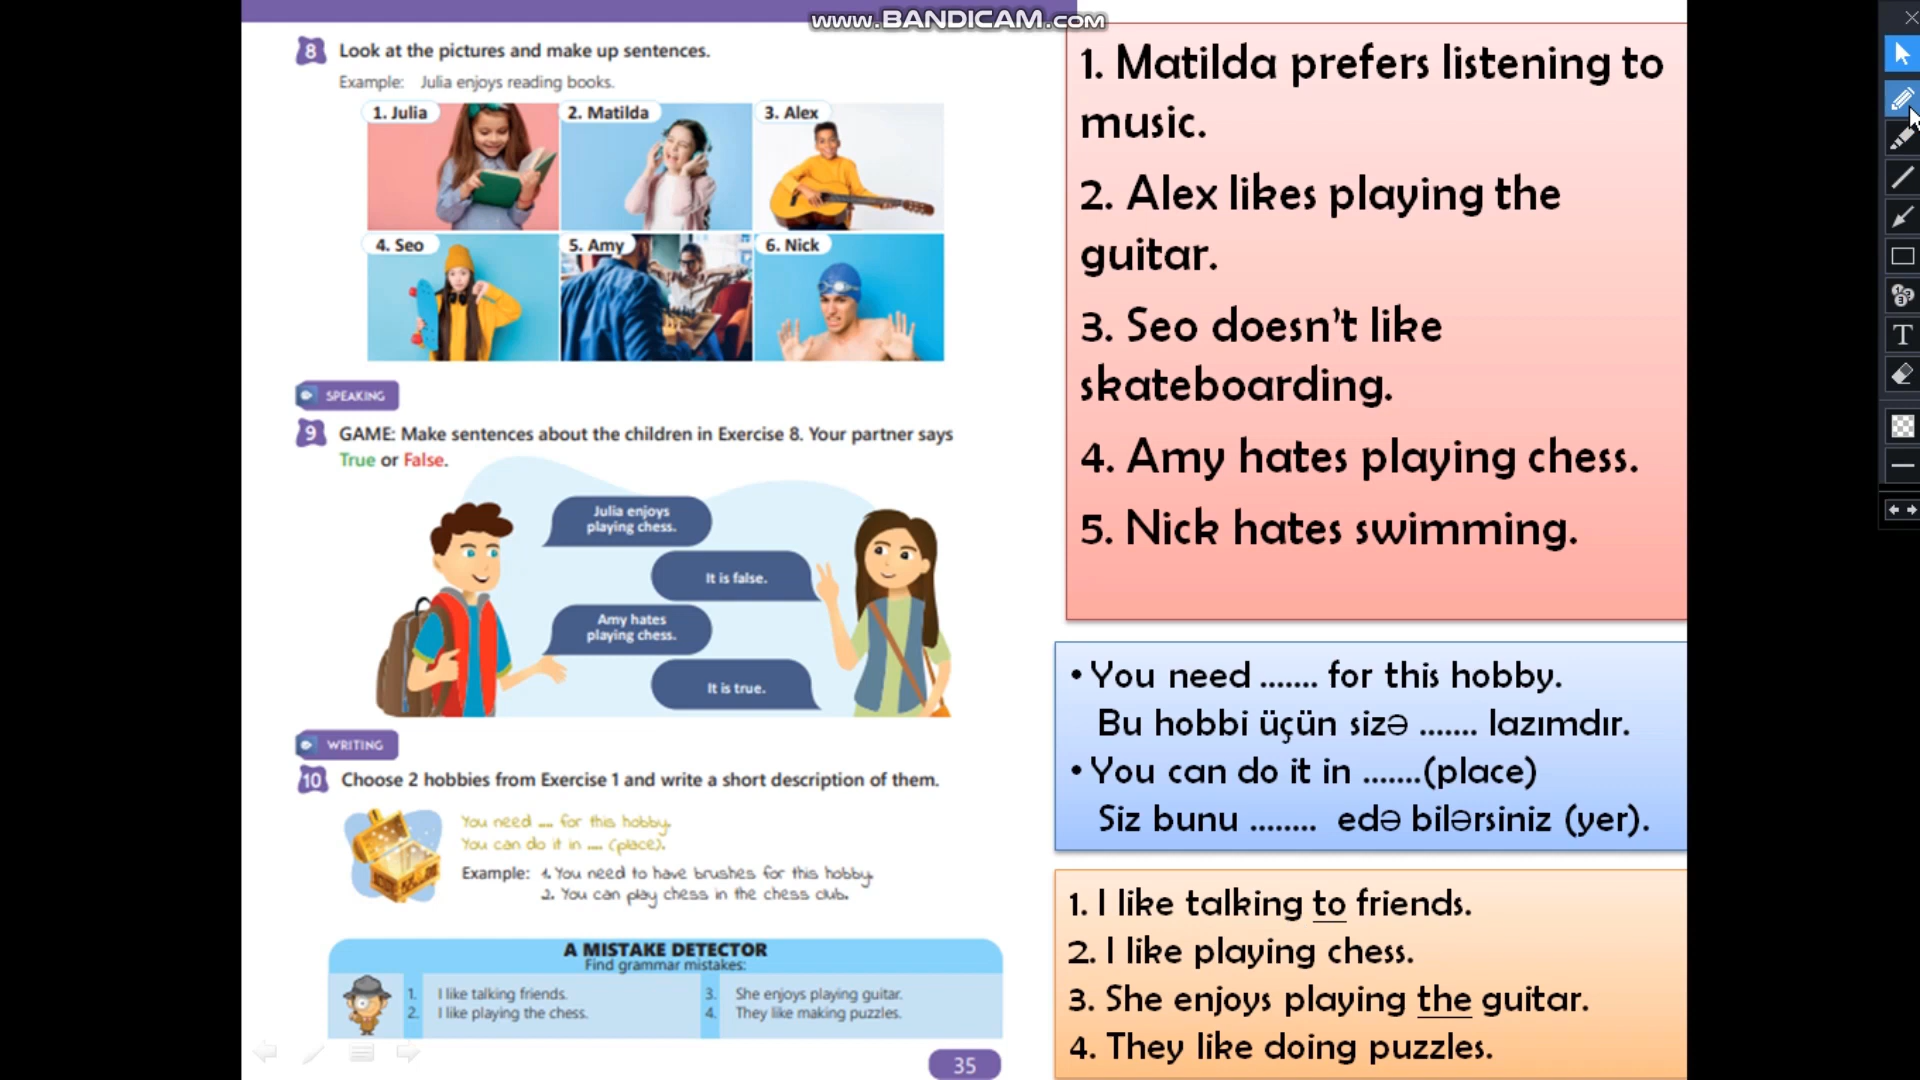 www.BANDICAM.com
8 Look at the pictures and make up sentences.
Example: Julia enjoys reading books.
1. Julia
2. Matilda
3. Alex
4. Seo
5. Amy
6. Nick
SPEAKING
9 GAME: Make sentences about the children in Exercise 8. Your partner says
True or False.
Julia enjoys
playing chess.
It is false.
Amy hates
playing chess.
It is true.
WRITING
10 Choose 2 hobbies from Exercise 1 and write a short description of them.
You need .... for this hobby.
You can do it in .... (place).
Example: 1. You need to have brushes for this hobby.
2. You can play chess in the chess club.
A MISTAKE DETECTOR
Find grammar mistakes:
1. I like talking friends.
2. I like playing the chess.
3. She enjoys playing guitar.
4. They like making puzzles.
35
1. Matilda prefers listening to
music.
2. Alex likes playing the
guitar.
3. Seo doesn't like
skateboarding.
4. Amy hates playing chess.
5. Nick hates swimming.
• You need ....... for this hobby.
Bu hobbi üçün sizə ....... lazımdır.
• You can do it in .......(place)
Siz bunu ........ edə bilərsiniz (yer).
1. I like talking to friends.
2. I like playing chess.
3. She enjoys playing the guitar.
4. They like doing puzzles.